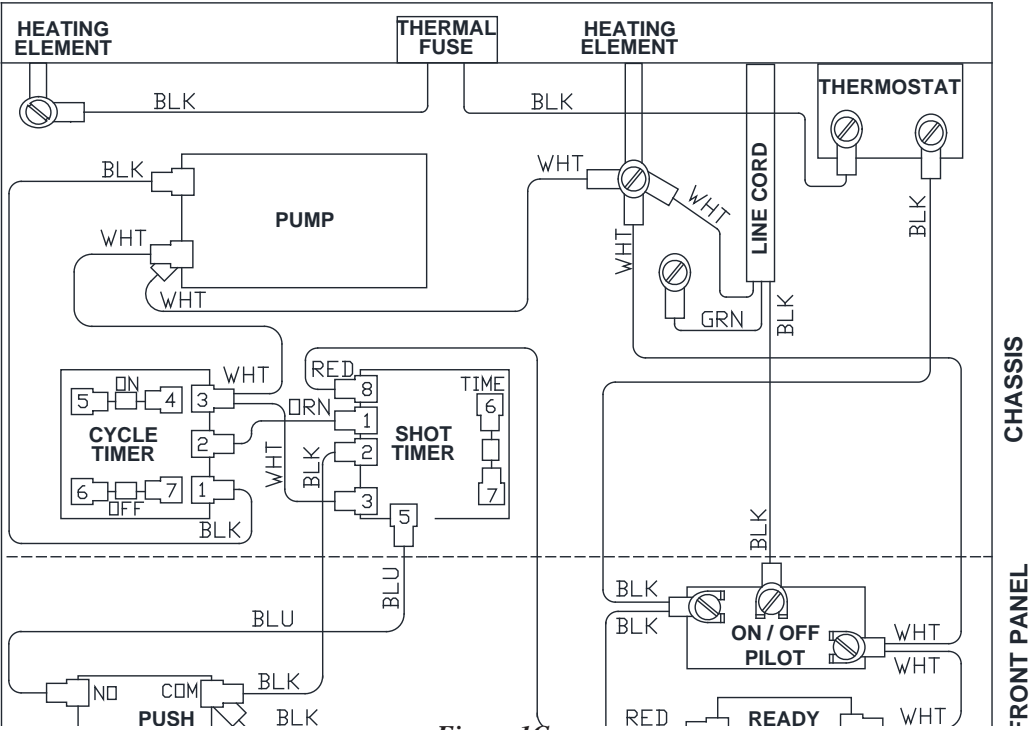 HEATING
ELEMENT
THERMAL
FUSE
HEATING
ELEMENT
THERMOSTAT
BLK
BLK
LINE CORD
BLK
WHT
WHT
BLK
PUMP
WHT
WHT
WHT
GRN
BLK
CHASSIS
RED
8
TIME
6
5
ON
4
3
WHT
ORN
1
CYCLE
TIMER
2
SHOT
TIMER
2
WHT
BLK
6
7
OFF
1
3
7
BLK
5
BLK
BLU
BLU
BLK
BLK
ON / OFF
PILOT
WHT
WHT
FRONT PANEL
NO
COM
BLK
PUSH
BLK
RED
READY
WHT